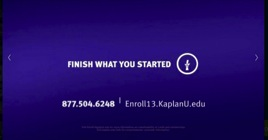 FINISH WHAT YOU STARTED
877.504.6248 | Enroll13.KaplanU.edu